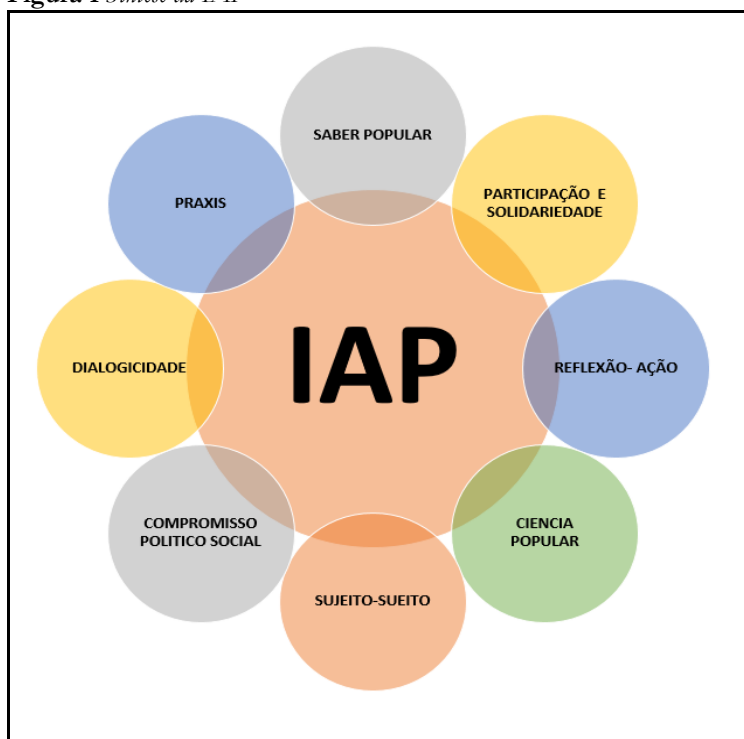 Figura 1
SABER POPULAR
PARTICIPAÇÃO E
SOLIDARIEDADE
PRAXIS
IAP
DIALOGICIDADE
REFLEXÃO- AÇÃO
COMPROMISSO
POLITICO SOCIAL
CIENCIA
POPULAR
SUJEITO-SUEITO